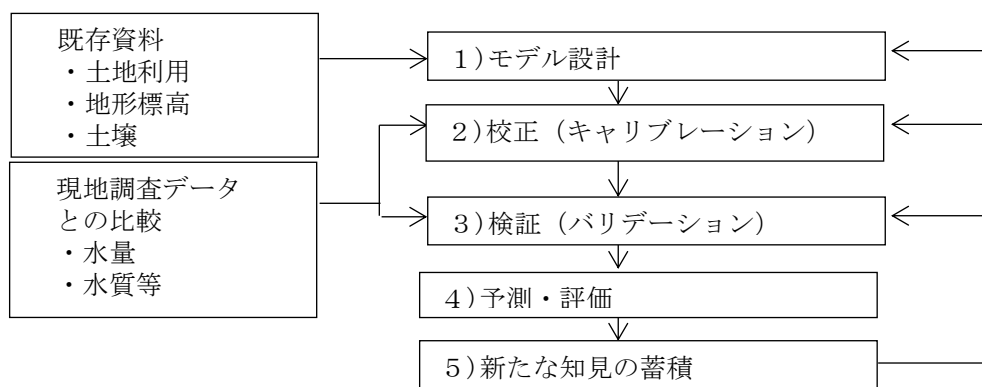 既存資料
・土地利用
・地形標高
・土壌
現地調査データ
との比較
・水量
・水質等
１)モデル設計
２)校正（キャリブレーション）
３)検証（バリデーション）
４)予測・評価
５)新たな知見の蓄積